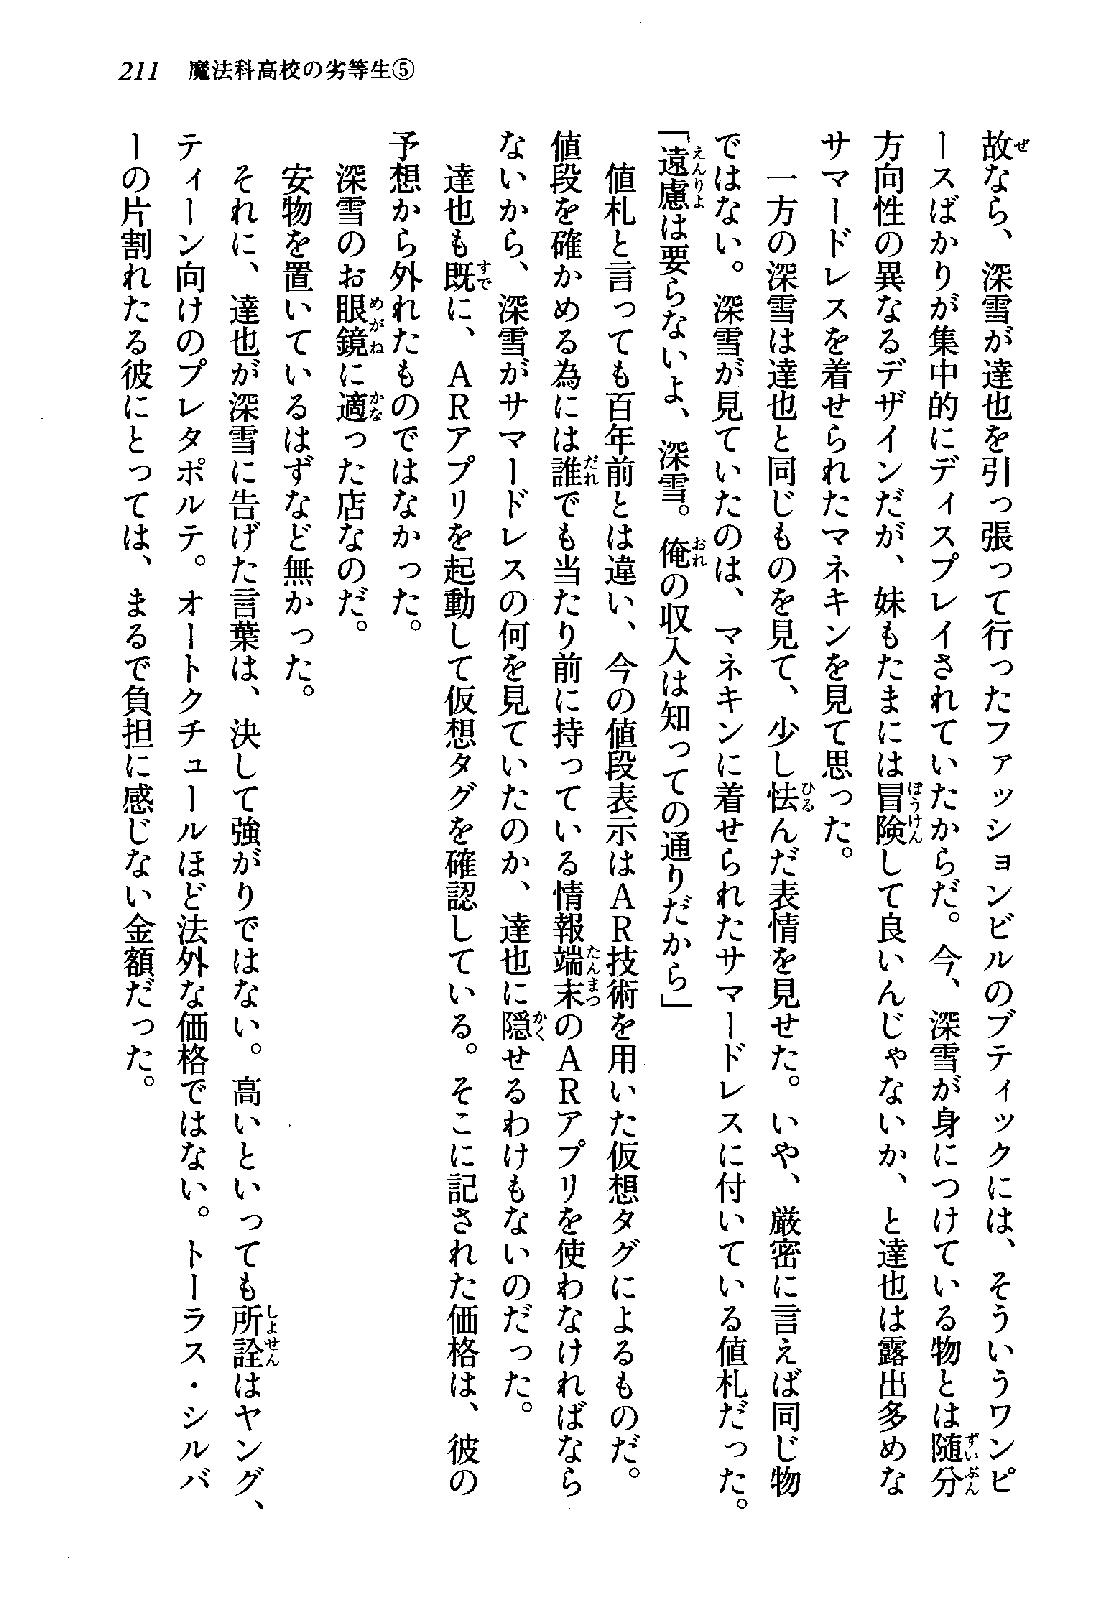 211 魔法科高校の劣等生⑤
故なら、深雪が達也を引っ張って行ったファッションビルのブティックには、そういうワンピ
ースばかりが集中的にディスプレイされていたからだ。今、深雪が身につけている物とは随分
方向性の異なるデザインだが、妹もたまには冒険して良いんじゃないか、と達也は露出多めな
サマードレスを着せられたマネキンを見て思った。
一方の深雪は達也と同じものを見て、少し怯んだ表情を見せた。いや、厳密に言えば同じ物
ではない。深雪が見ていたのは、マネキンに着せられたサマードレスに付いている値札だった。
「遠慮は要らないよ、深雪。俺の収入は知っての通りだから」
値札と言っても百年前とは違い、今の値段表示はＡＲ技術を用いた仮想タグによるものだ。
値段を確かめる為には誰でも当たり前に持っている情報端末のＡＲアプリを使わなければなら
ないから、深雪がサマードレスの何を見ていたのか、達也に隠せるわけもないのだった。
達也も既に、ＡＲアプリを起動して仮想タグを確認している。そこに記された価格は、彼の
予想から外れたものではなかった。
深雪のお眼鏡に適った店なのだ。
安物を置いているはずなど無かった。
それに、達也が深雪に告げた言葉は、決して強がりではない。高いといっても所詮はヤング、
ティーン向けのプレタポルテ。オートクチュールほど法外な価格ではない。トーラス・シルバ
ーの片割れたる彼にとっては、まるで負担に感じない金額だった。